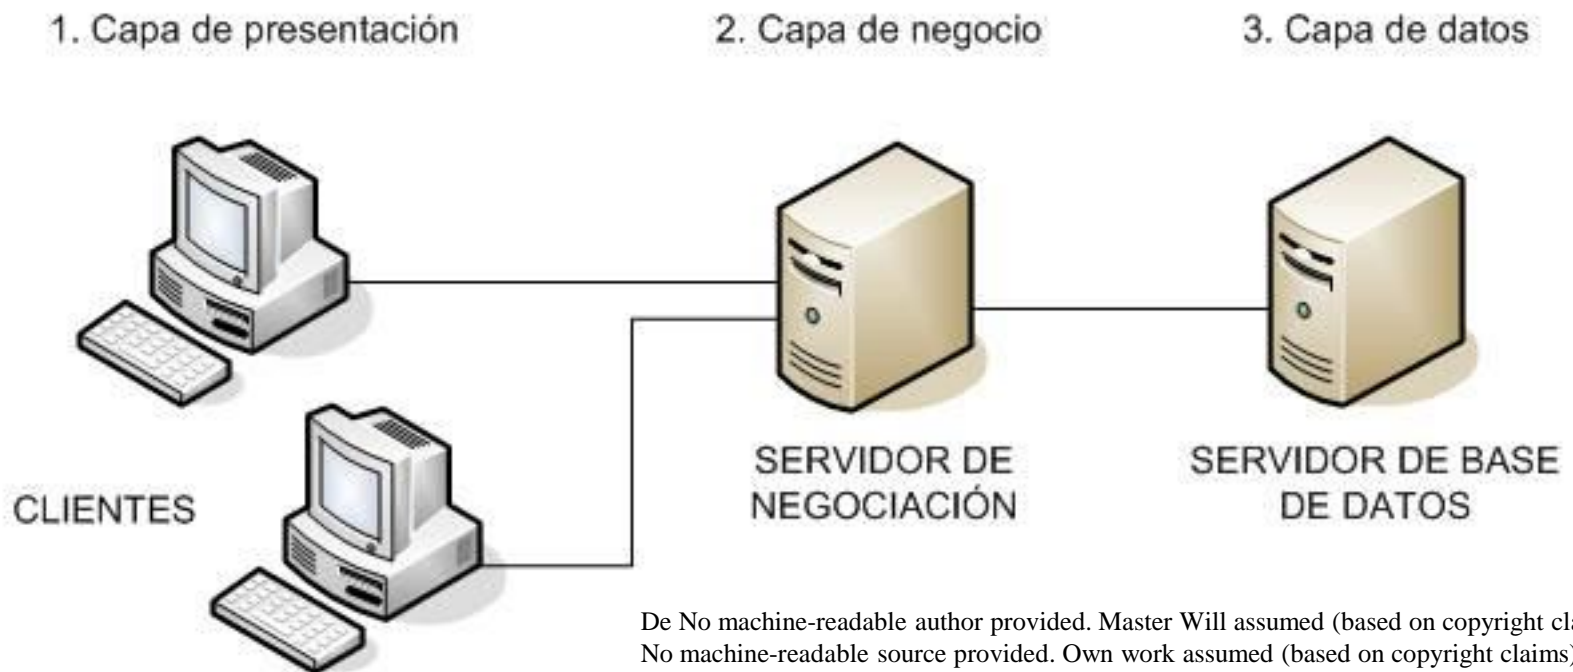 1. Capa de presentación
2. Capa de negocio
3. Capa de datos
SERVIDOR DE
NEGOCIACIÓN
SERVIDOR DE BASE
DE DATOS
CLIENTES
De No machine-readable author provided. Master Will assumed (based on copyright
No machine-readable source provided. Own work assumed (based on copyright claims)